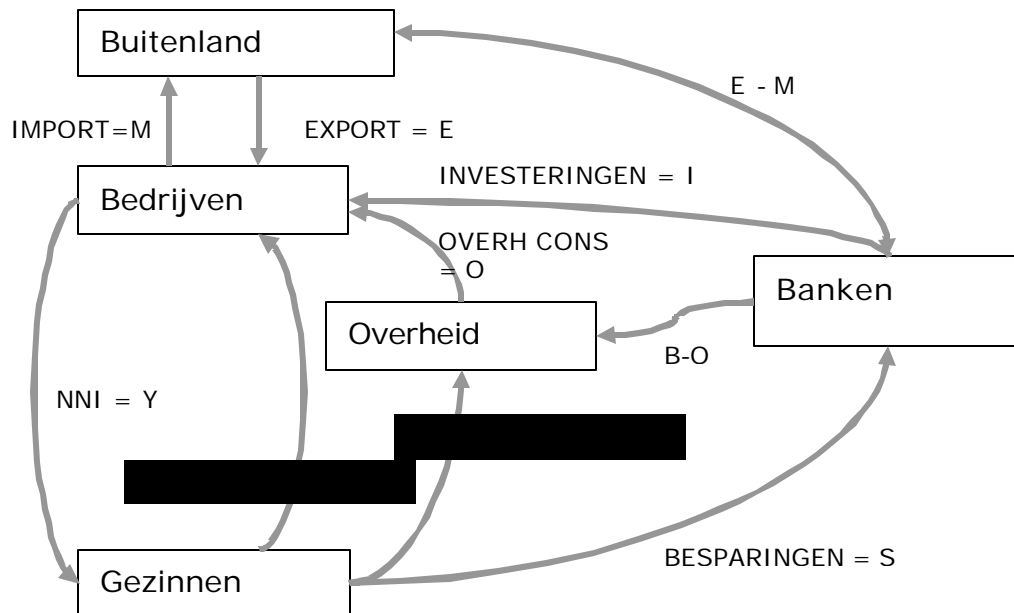 Buitenland
E - M
IMPORT=M
EXPORT = E
INVESTERINGEN = I
Bedrijven
OVERH CONS
= O
Banken
Overheid
B-O
NNI = Y
BESPARINGEN = S
Gezinnen